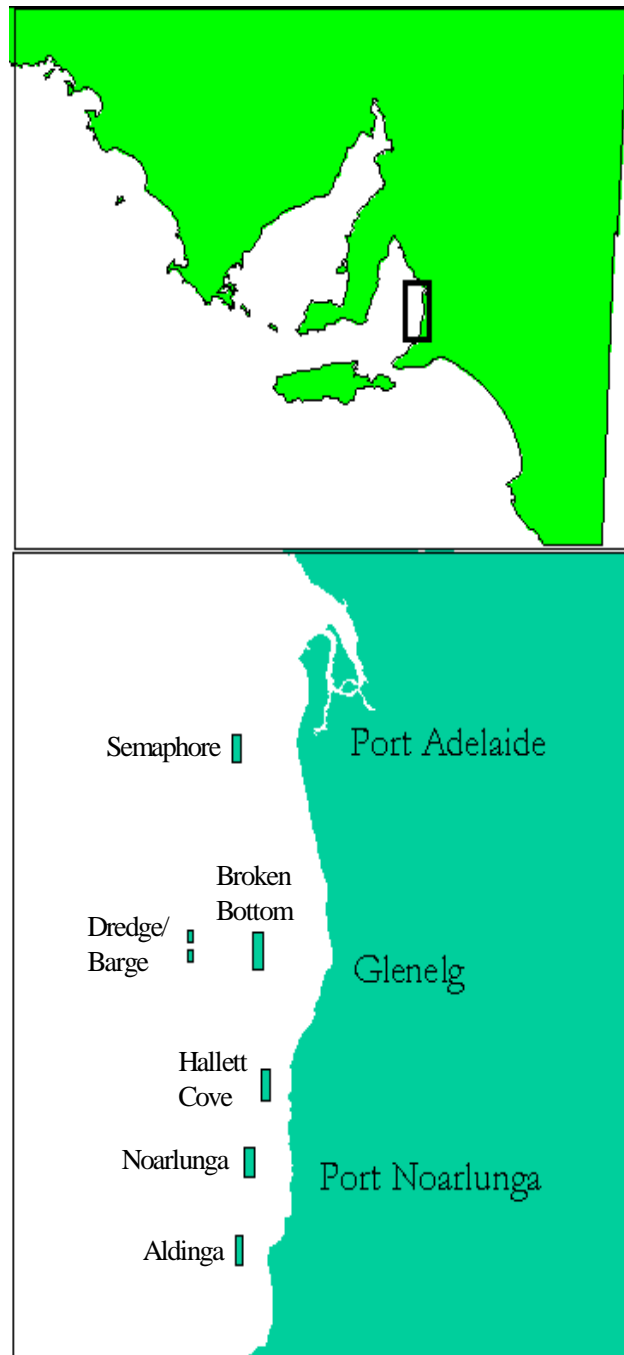 Semaphore
Port Adelaide
Broken
Bottom
Dredge/
Barge
Glenelg
Hallett
Cove
Noarlunga
Port Noarlunga
Aldinga